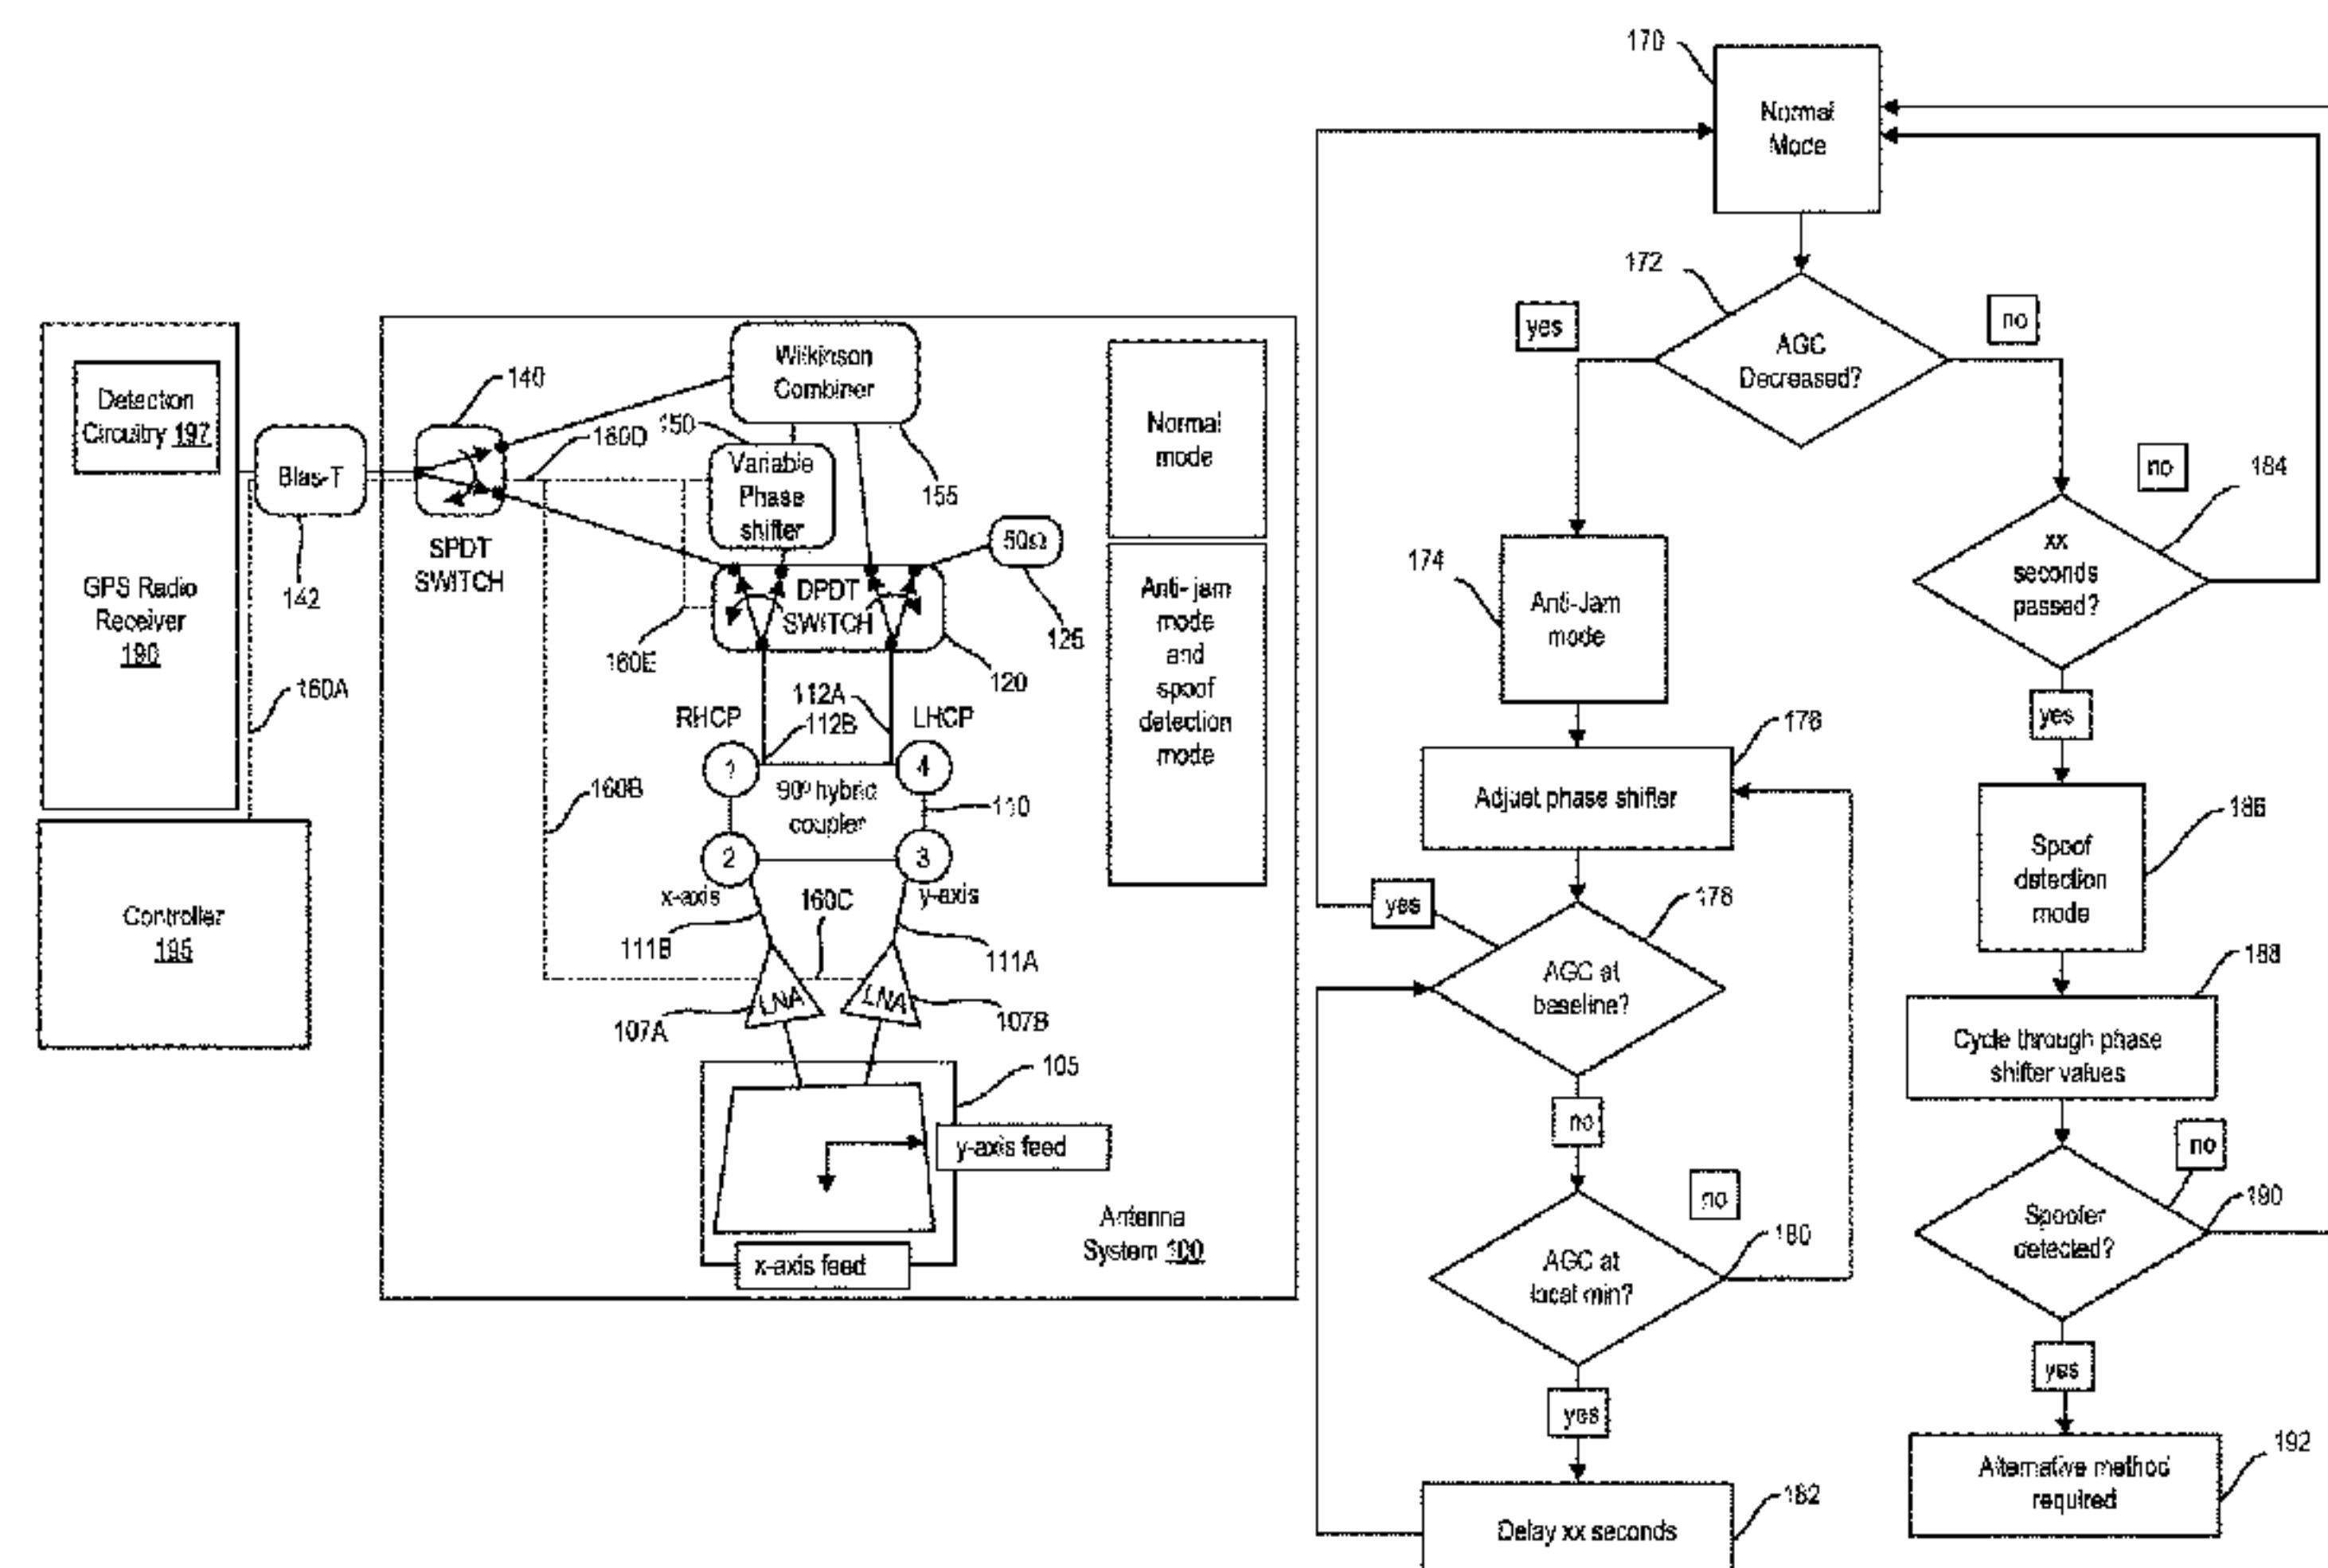 Detection
Circuitry 197
GPS Radio
Receiver
190
160A
Controller
195
Bias-T
142
140
SPDT
SWITCH
160D
Wilkinson
Combiner
150
Variable
Phase
shifter
155
50Ω
125
DPDT
SWITCH
160E
120
112A
112B
RHCP
LHCP
1
4
90º hybrid
coupler
110
2
3
x-axis
y-axis
160B
160C
111B
111A
LNA
LNA
107A
107B
105
y-axis feed
x-axis feed
Antenna
System 100
Normal
mode
Anti-jam
mode
and
spoof
detection
mode
170
Normal
Mode
172
AGC
Decreased?
yes
no
174
Anti-Jam
mode
176
Adjust phase shifter
178
AGC at
baseline?
yes
no
180
AGC at
local min?
no
yes
182
Delay xx seconds
184
xx
seconds
passed?
no
yes
186
Spoof
detection
mode
188
Cycle through phase
shifter values
190
Spoofer
detected?
no
yes
192
Alternative method
required